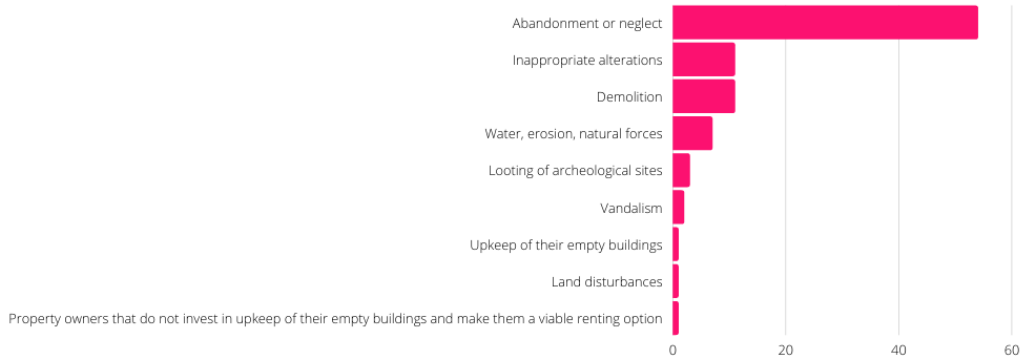 Abandonment or neglect
Inappropriate alterations
Demolition
Water, erosion, natural forces
Looting of archeological sites
Vandalism
Upkeep of their empty buildings
Land disturbances
Property owners that do not invest in upkeep of their empty buildings and make them a viable renting option
0 20 40 60